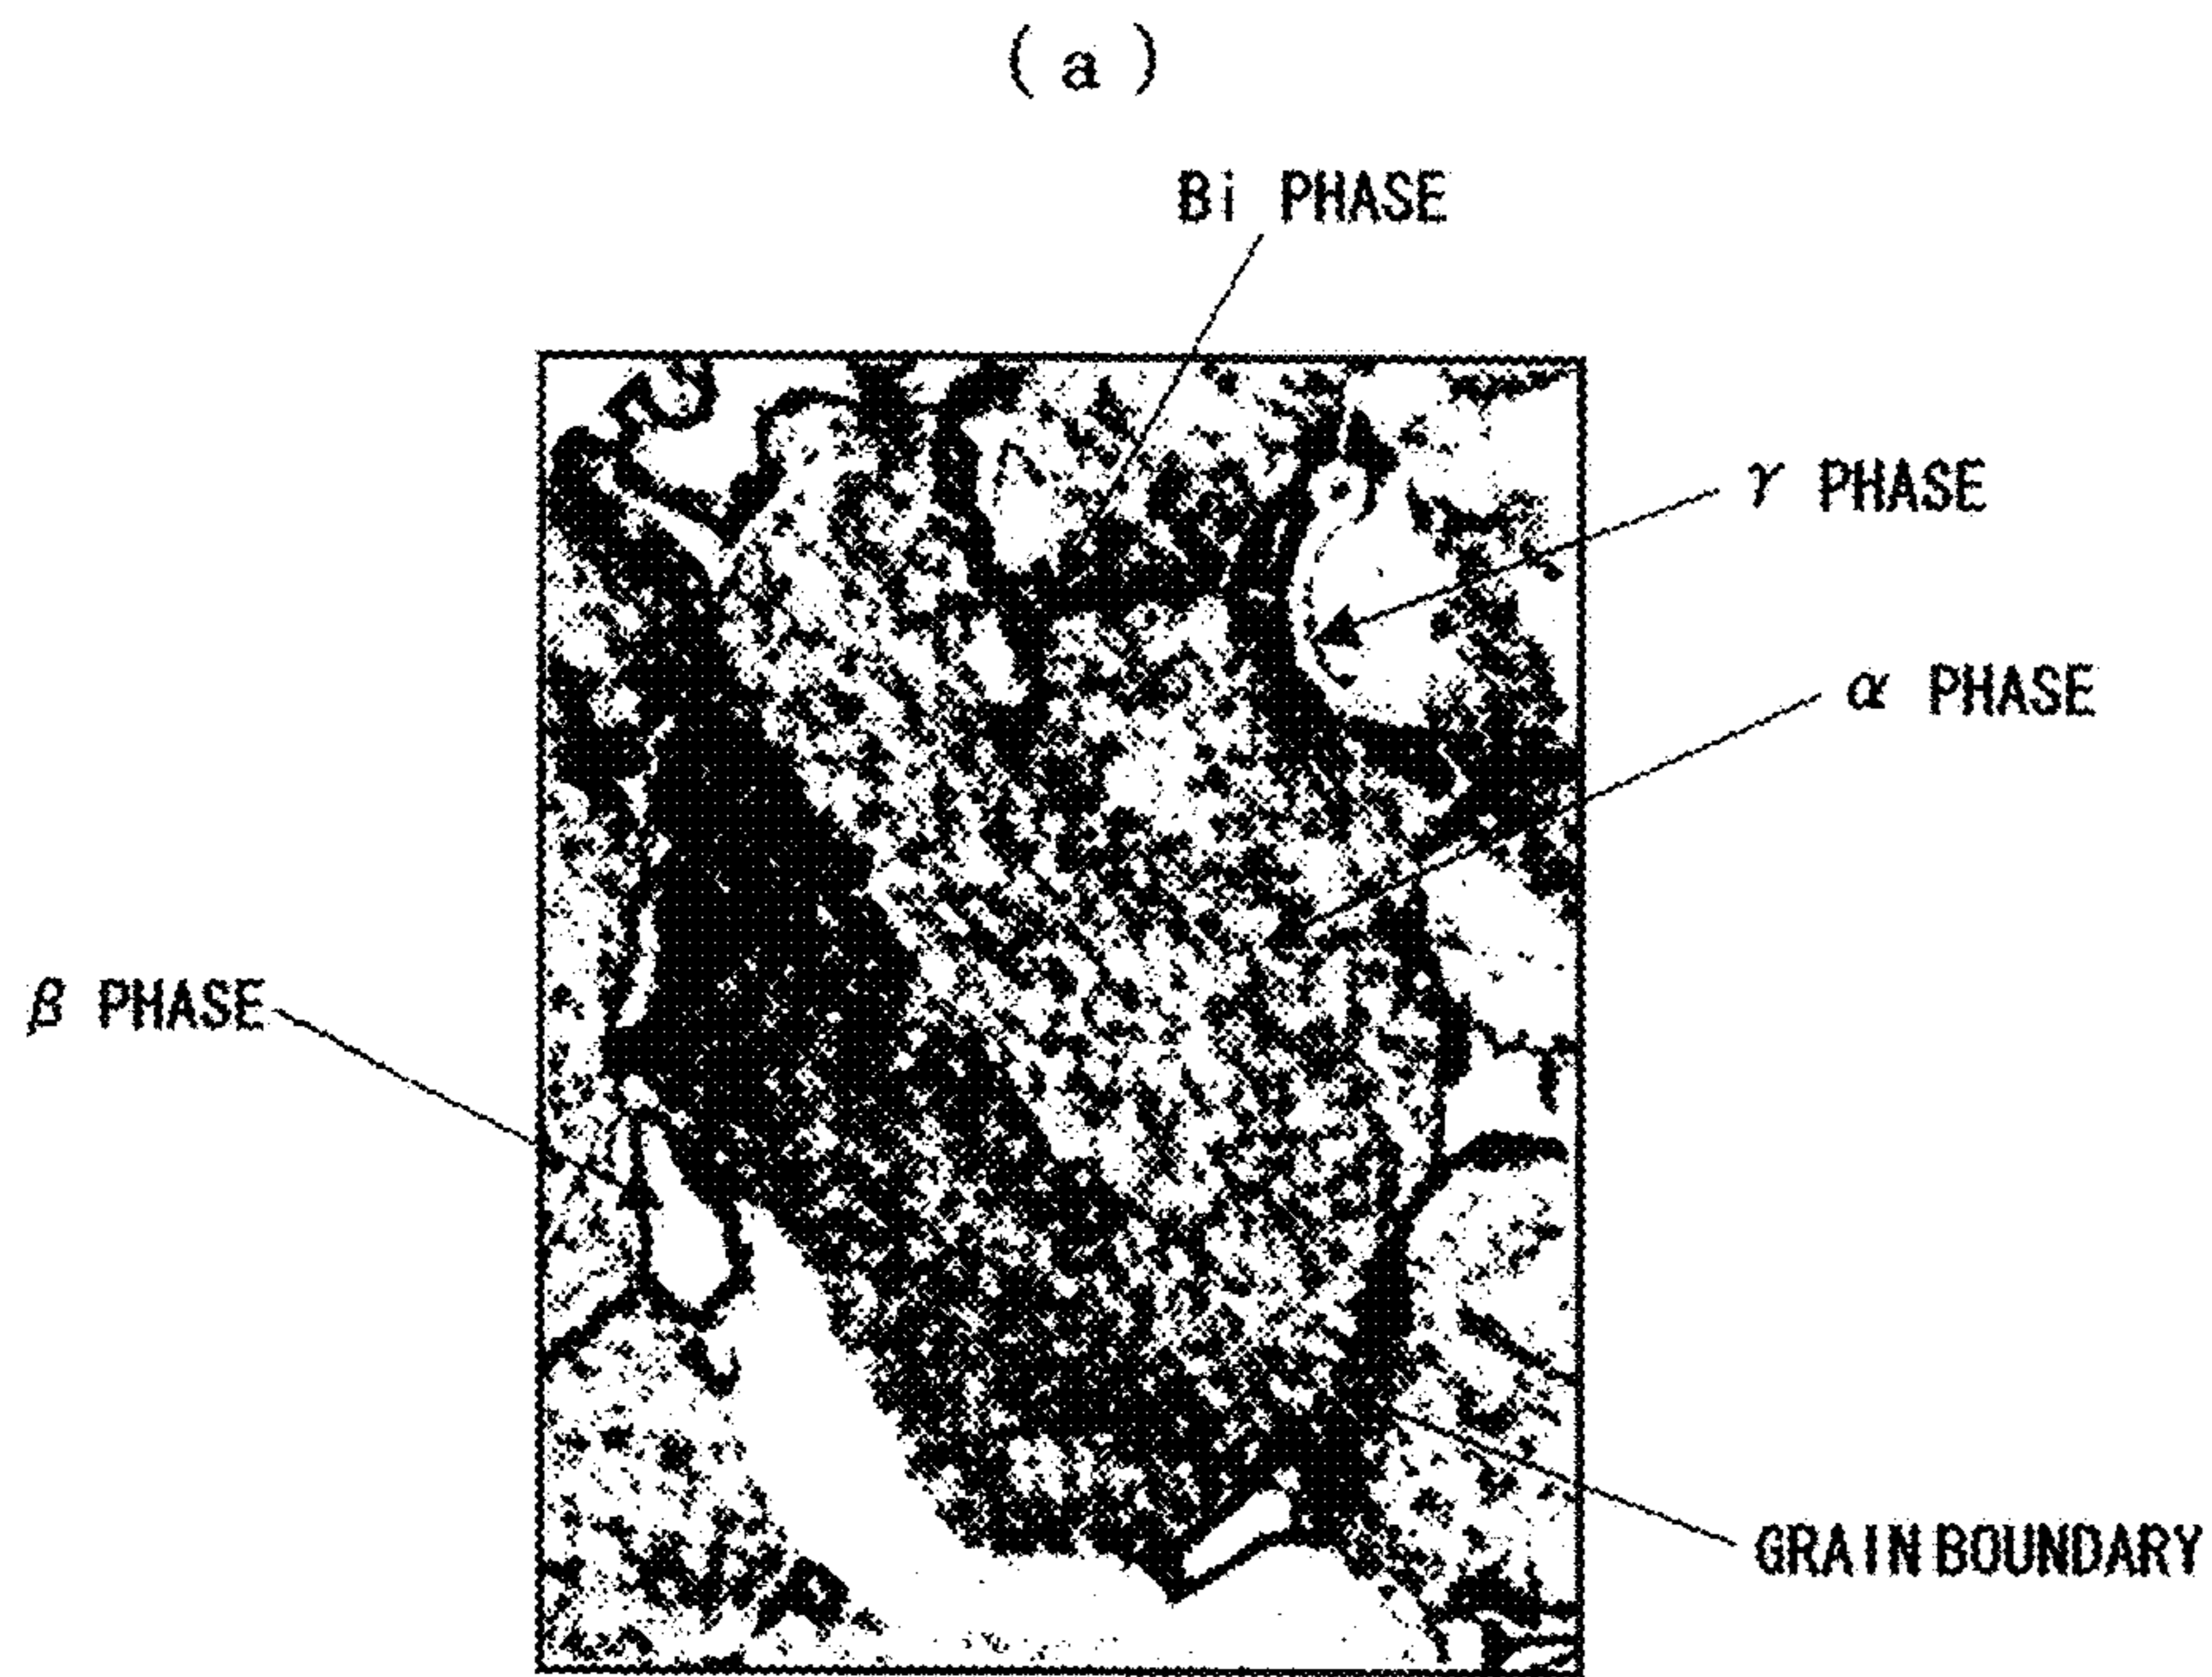 (a)
Bi PHASE
γ PHASE
α PHASE
β PHASE
GRAIN BOUNDARY